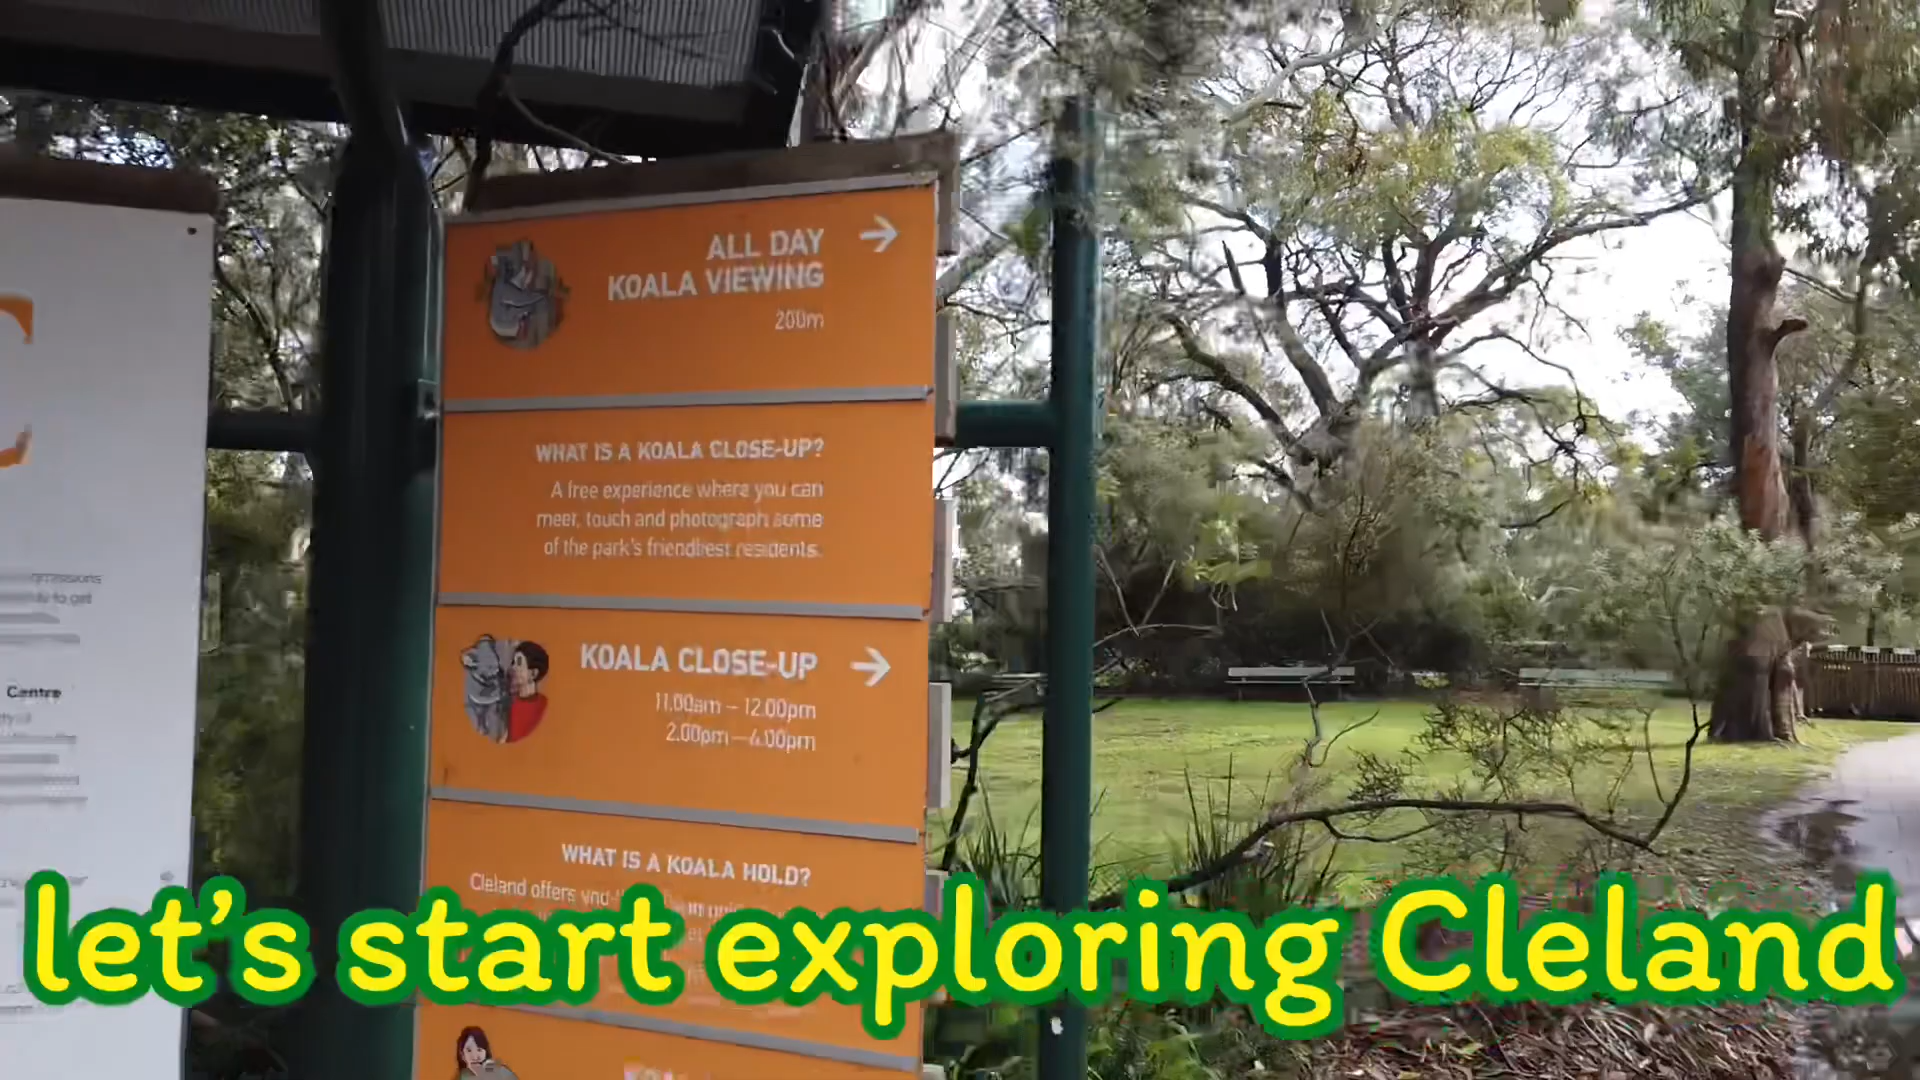 ALL DAY
KOALA VIEWING
200m
WHAT IS A KOALA CLOSE-UP?
A free experience where you can
meet, touch and photograph some
of the park's friendliest residents.
KOALA CLOSE-UP
11.00am – 12.00pm
2.00pm – 4.00pm
WHAT IS A KOALA HOLD?
Cleland offers
Centre
to get
let's start exploring Cleland